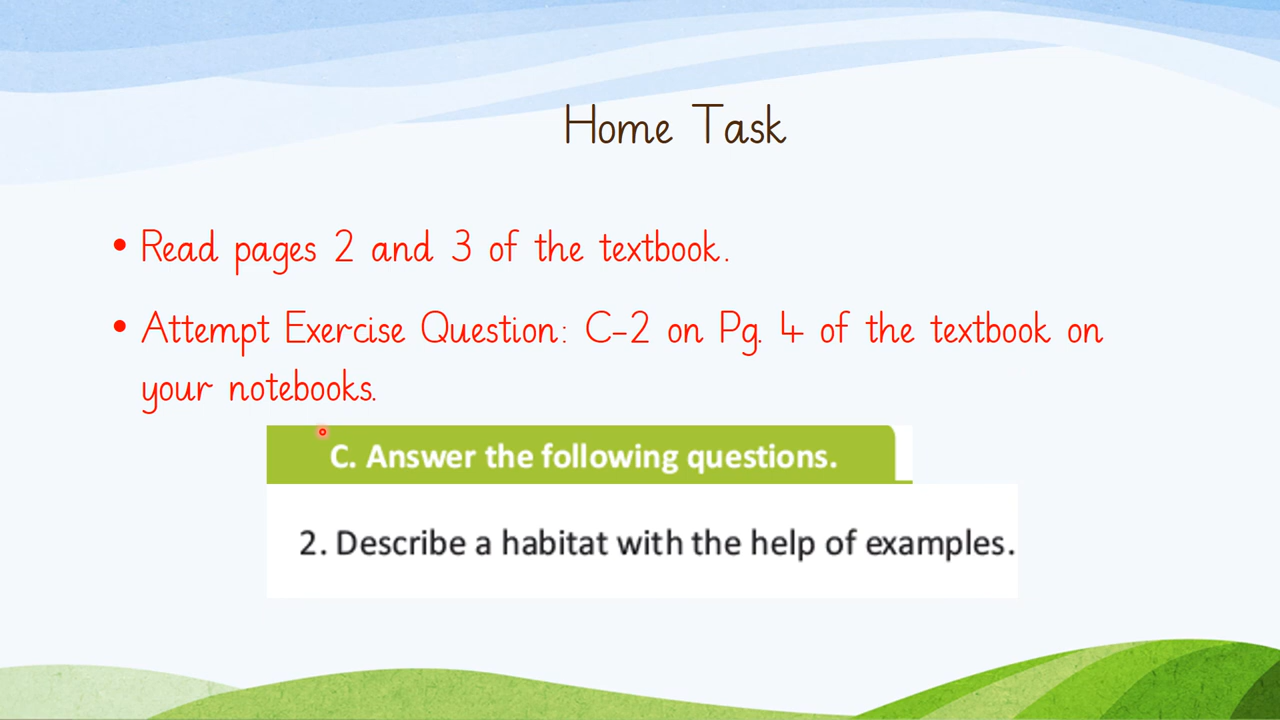 Home Task
• Read pages 2 and 3 of the textbook.
• Attempt Exercise Question: C-2 on Pg. 4 of the textbook on
your notebooks.
C. Answer the following questions.
2. Describe a habitat with the help of examples.